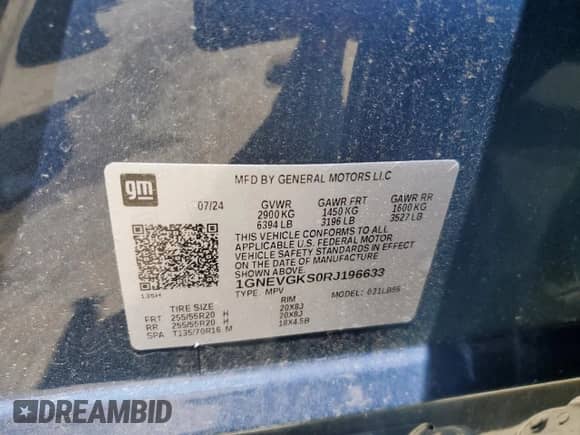 gm
MFD BY GENERAL MOTORS LLC
07/24 GVWR GAWR FRT GAWR RR
2900 KG 1450 KG 1600 KG
6394 LB 3196 LB 3527 LB
THIS VEHICLE CONFORMS TO ALL
APPLICABLE U.S. FEDERAL MOTOR
VEHICLE SAFETY STANDARDS IN EFFECT
ON THE DATE OF MANUFACTURE
SHOWN ABOVE.
1GNEVGKS0RJ196633
135H
TYPE: MPV MODEL:
TIRE SIZE RIM
FRT 255/55R20 H 20X8J
RR 255/55R20 H 20X8J
SPA T135/70R18 M 18X4.5B
DREAMBID